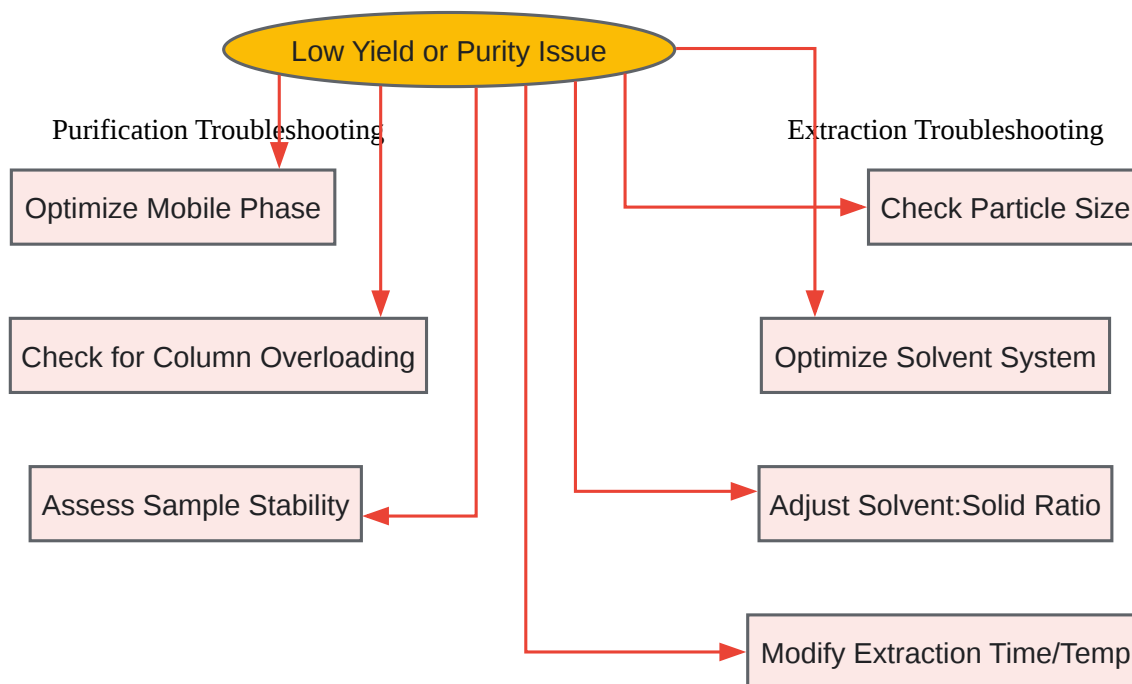 Low Yield or Purity Issue
Purification Troubleshooting
Extraction Troubleshooting
Optimize Mobile Phase
Check Particle Size
Check for Column Overloading
Optimize Solvent System
Assess Sample Stability
Adjust Solvent:Solid Ratio
Modify Extraction Time/Temp